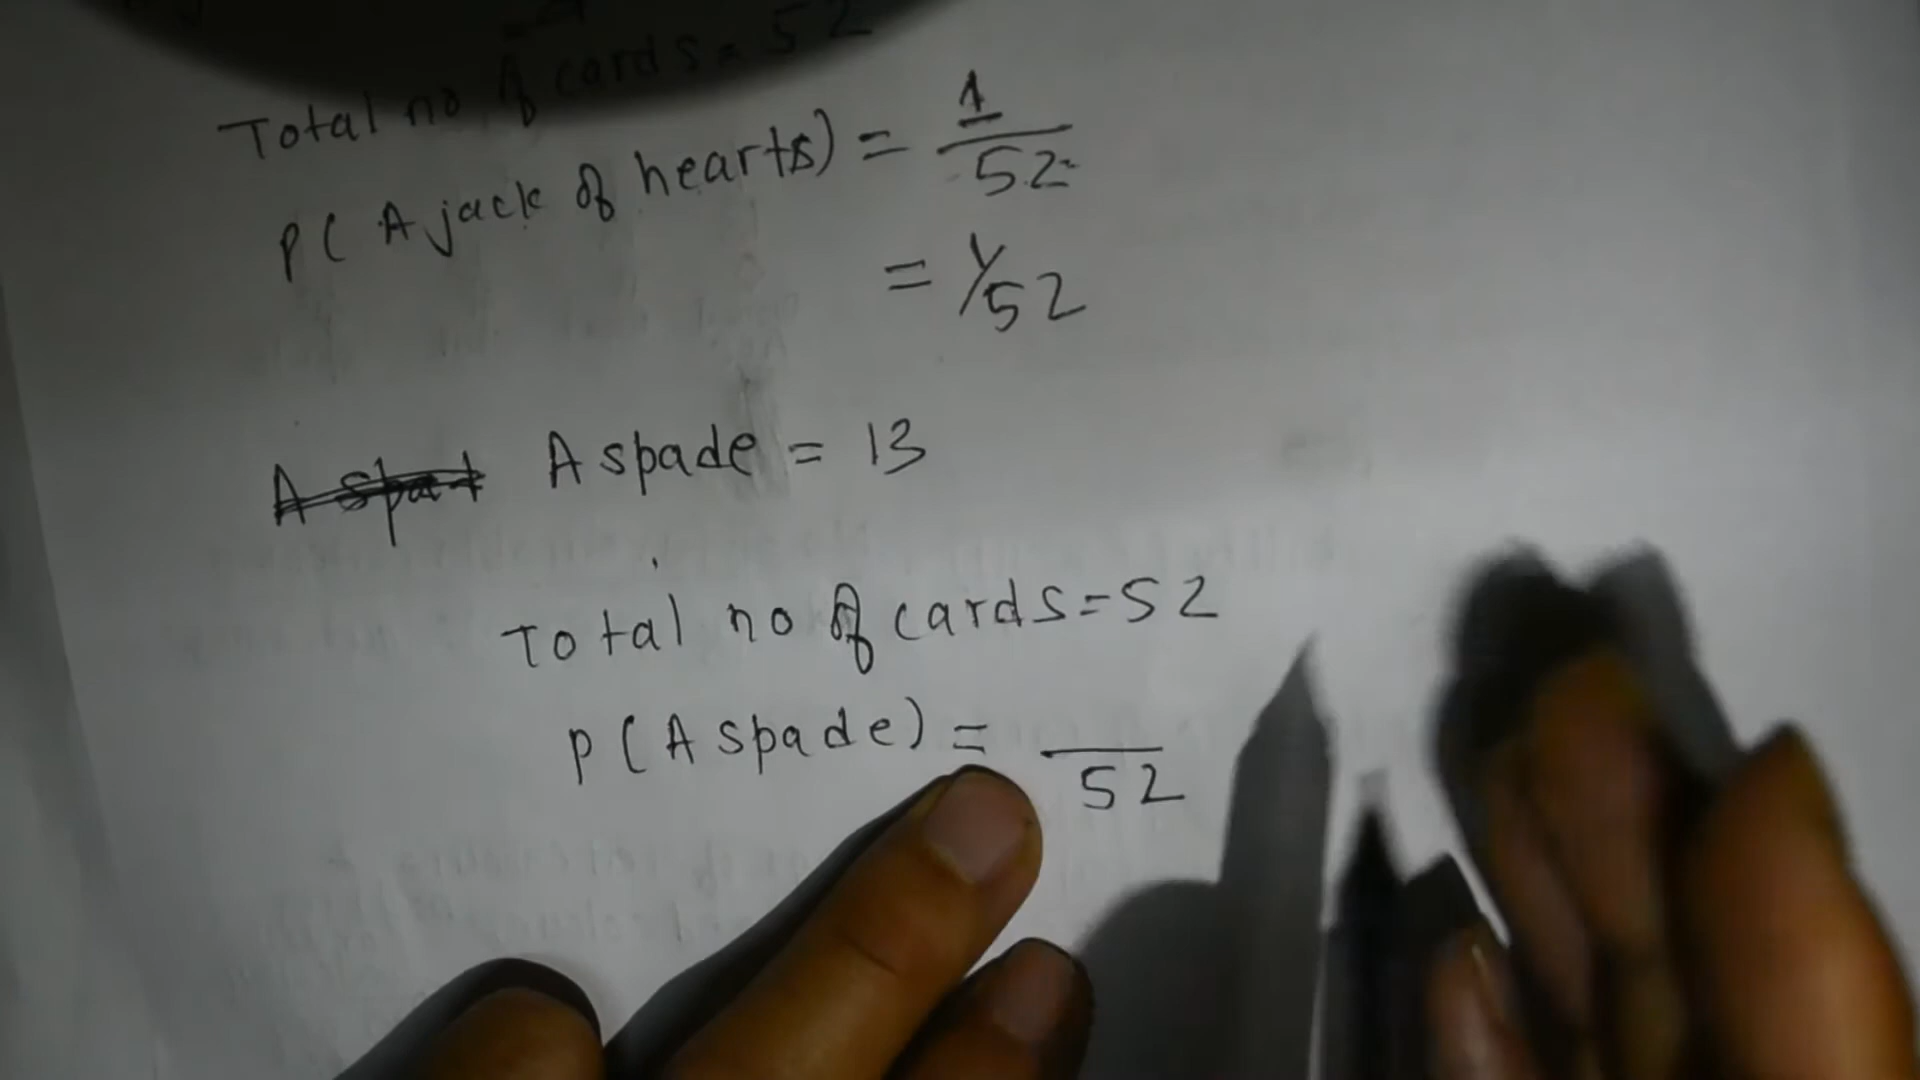 Total no of cards = 52
P( A jack of hearts) = 1/52
= 1/52
A spade = 13
Total no of cards = 52
P(A spade) = /52